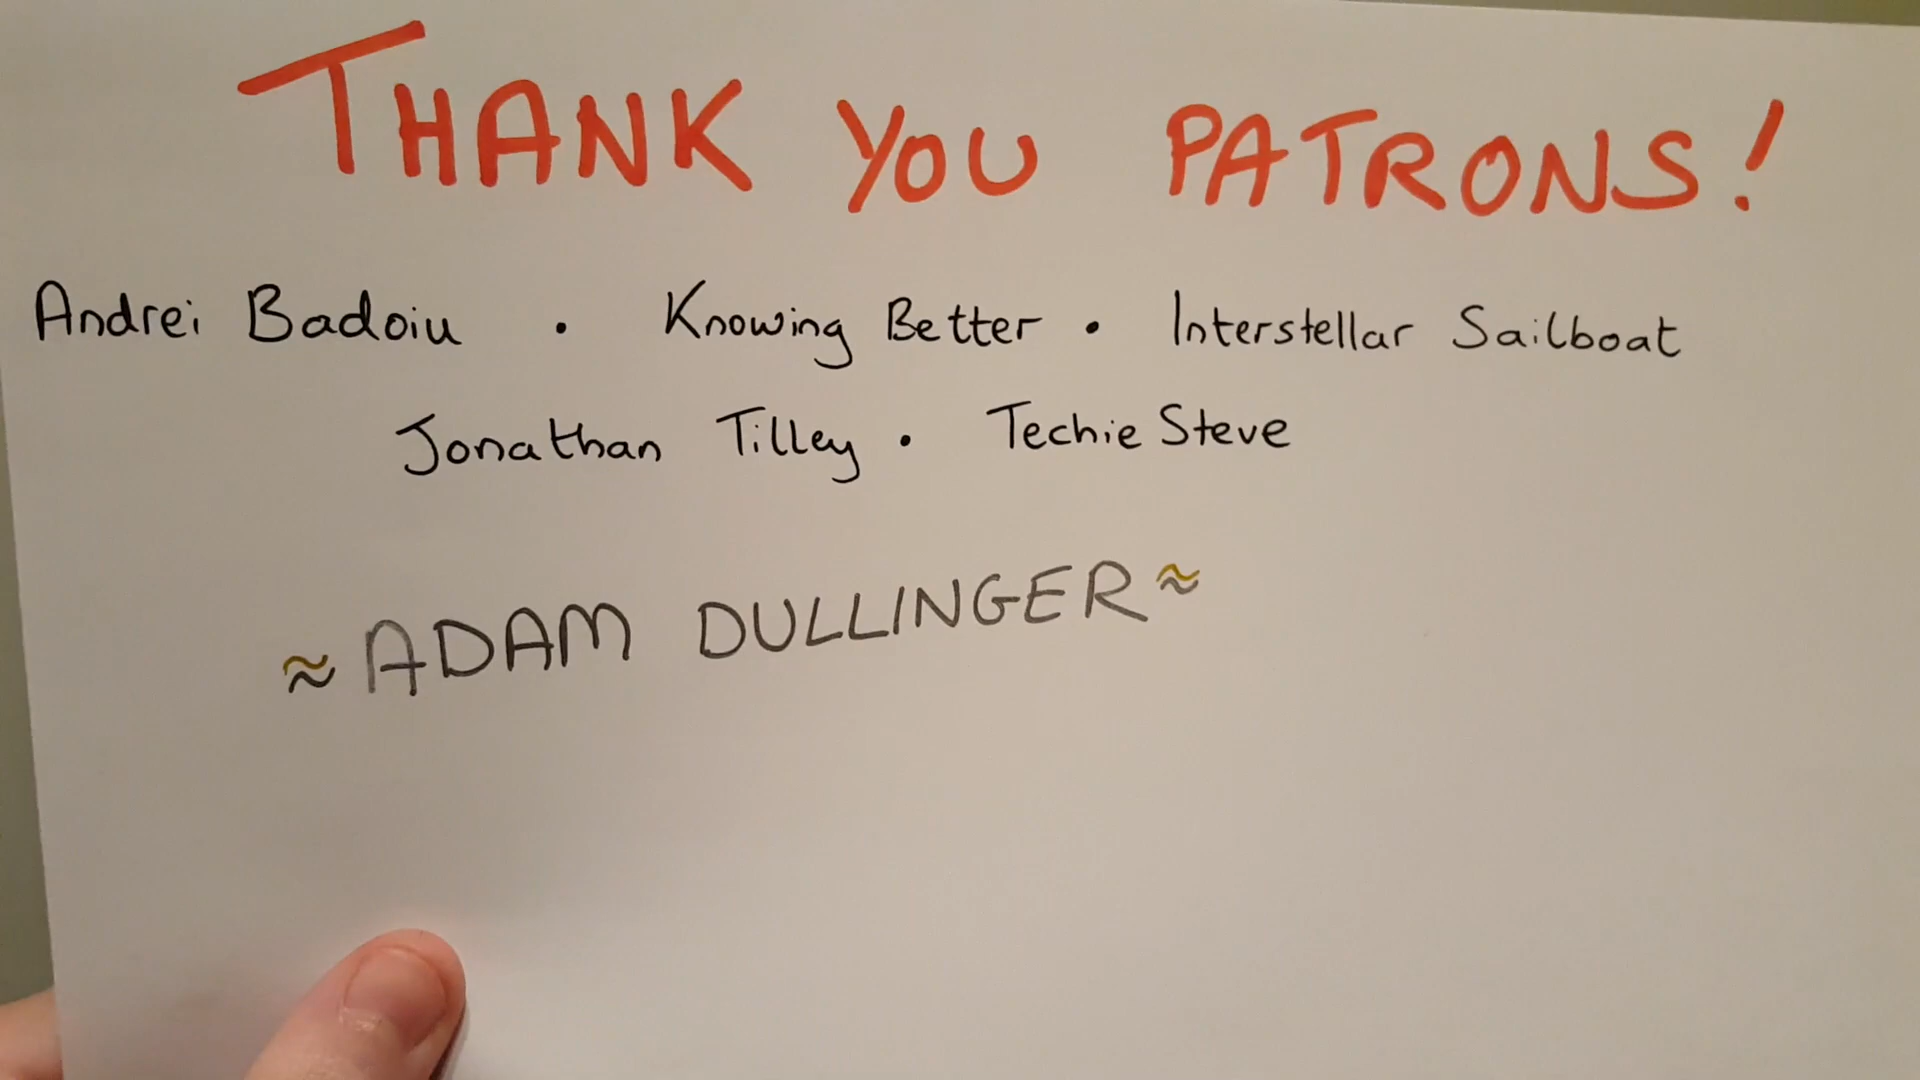 THANK YOU PATRONS!
Andrei Badoiu • Knowing Better • Interstellar Sailboat
Jonathan Tilley • Techie Steve
≈ ADAM DULLINGER ≈